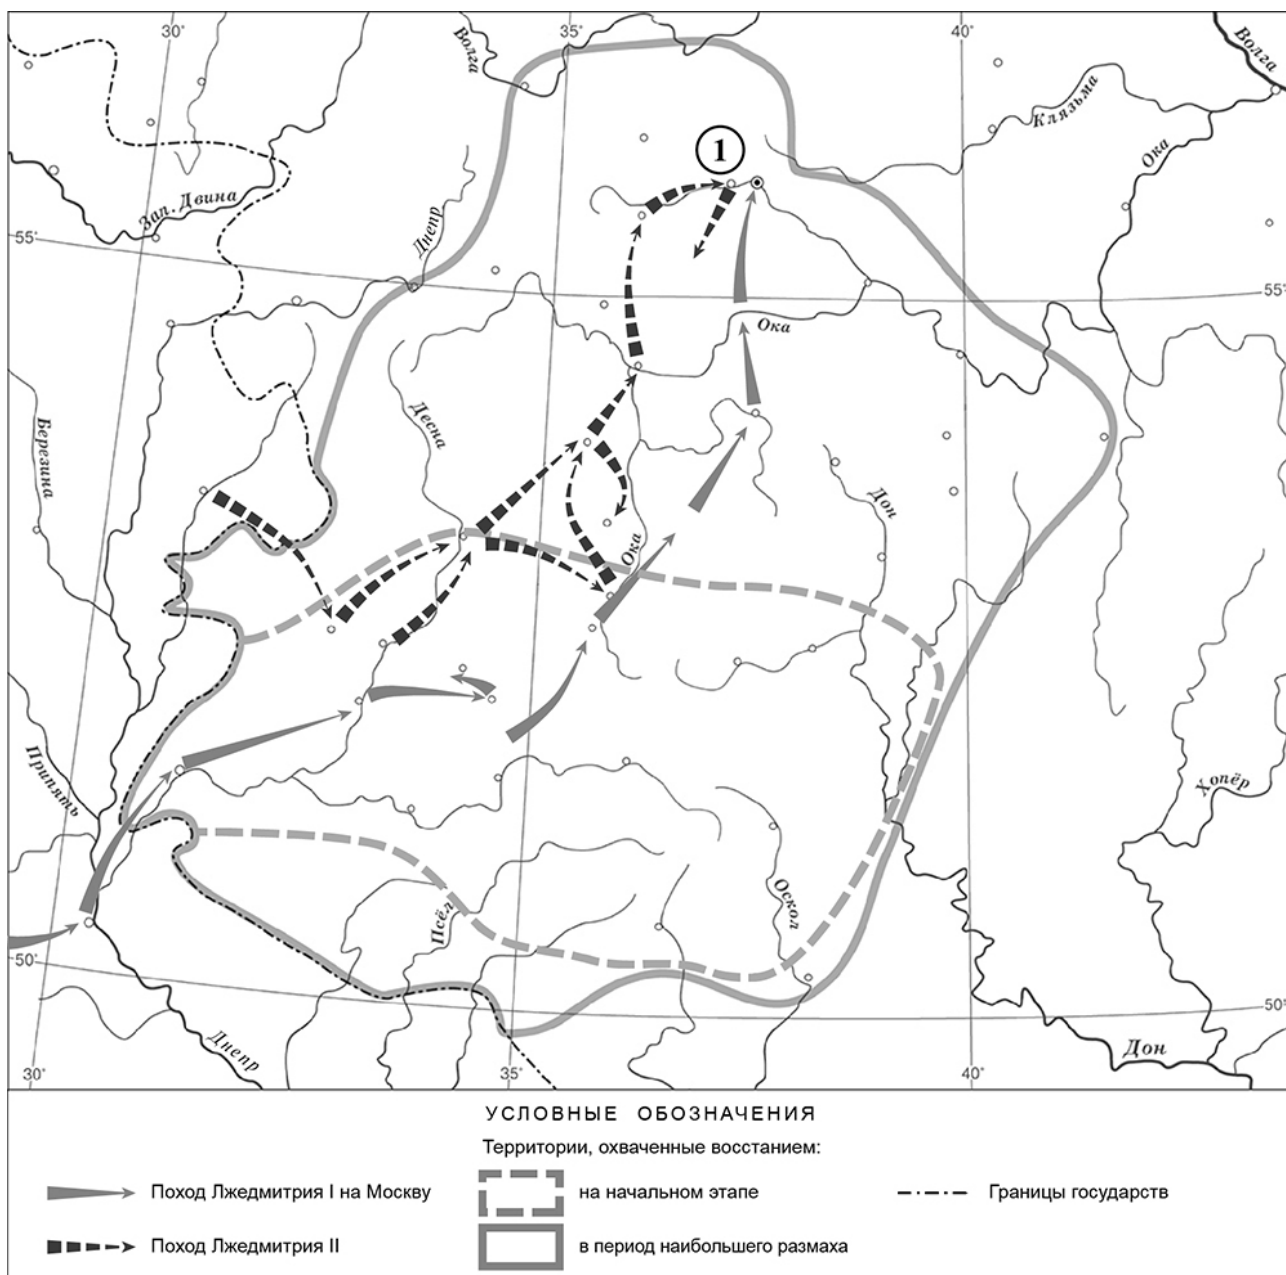 30°
35°
40°
Волга
Волга
Клязьма
Ока
1
Зап. Двина
Днепр
55°
55°
Ока
Березина
Десна
Дон
Ока
Припять
Хопёр
Оскол
Псёл
50°
50°
Днепр
Дон
30°
35°
40°
УСЛОВНЫЕ ОБОЗНАЧЕНИЯ
Территории, охваченные восстанием:
Поход Лжедмитрия I на Москву
на начальном этапе
Границы государств
Поход Лжедмитрия II
в период наибольшего размаха